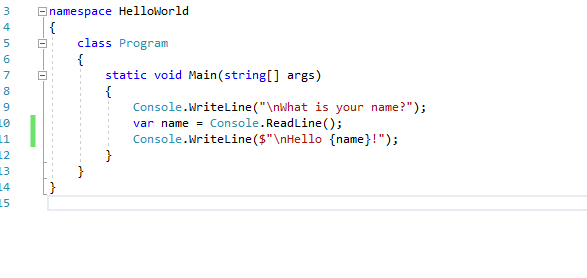 3 namespace HelloWorld
4 {
5     class Program
6     {
7         static void Main(string[] args)
8         {
9             Console.WriteLine("\nWhat is your name?");
10             var name = Console.ReadLine();
11             Console.WriteLine($"\nHello {name}!");
12         }
13     }
14 }
15